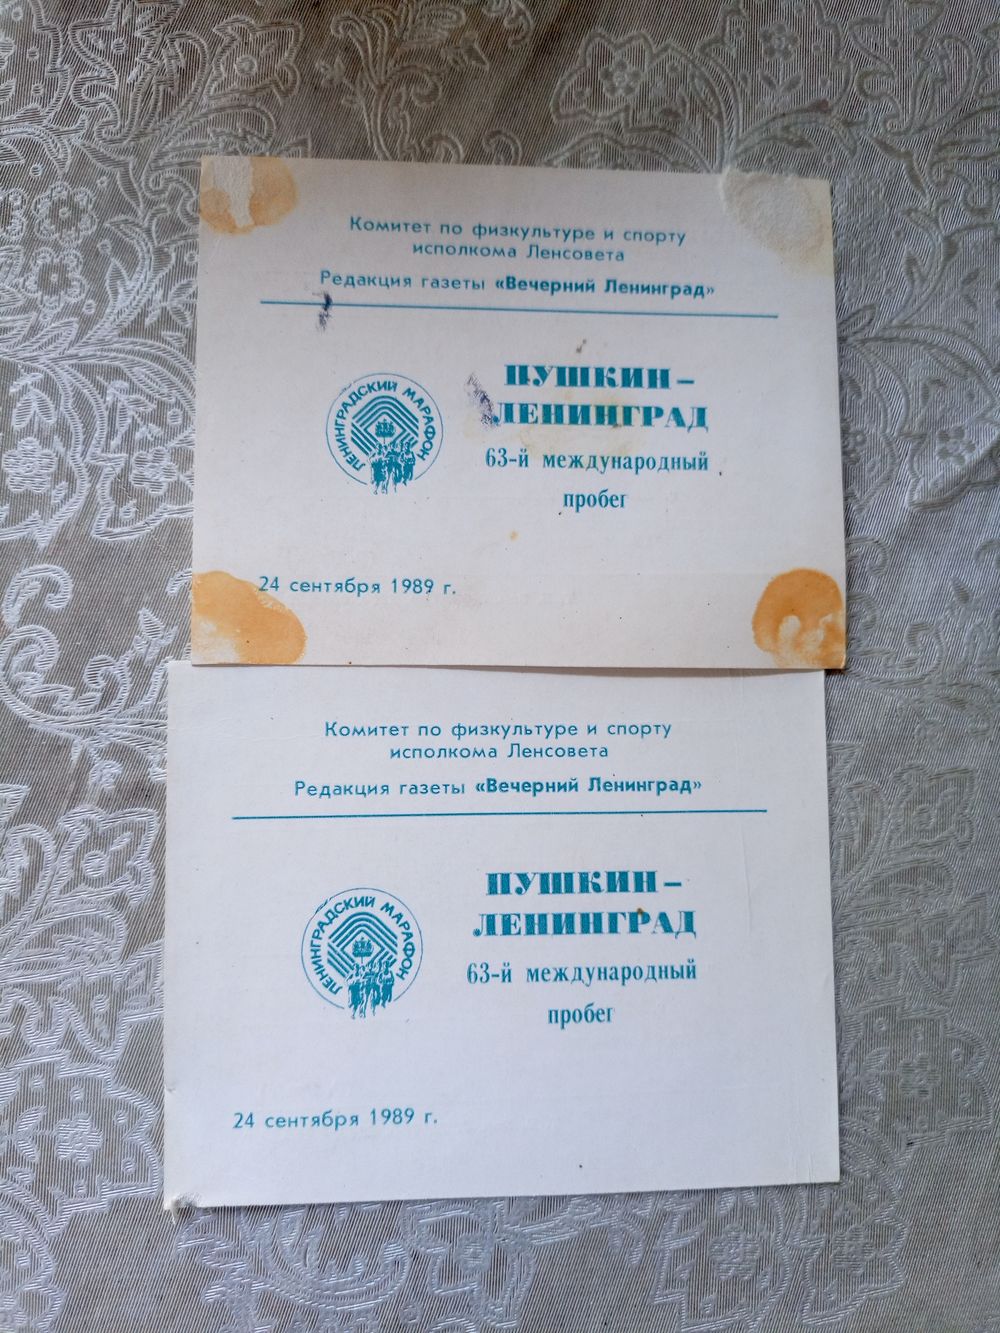 Комитет по физкультуре и спорту
исполкома Ленсовета
Редакция газеты «Вечерний Ленинград»
ЛЕНИНГРАДСКИЙ МАРАФОН
ПУШКИН –
ЛЕНИНГРАД
63-й международный
пробег
24 сентября 1989 г.
Комитет по физкультуре и спорту
исполкома Ленсовета
Редакция газеты «Вечерний Ленинград»
ЛЕНИНГРАДСКИЙ МАРАФОН
ПУШКИН –
ЛЕНИНГРАД
63-й международный
пробег
24 сентября 1989 г.